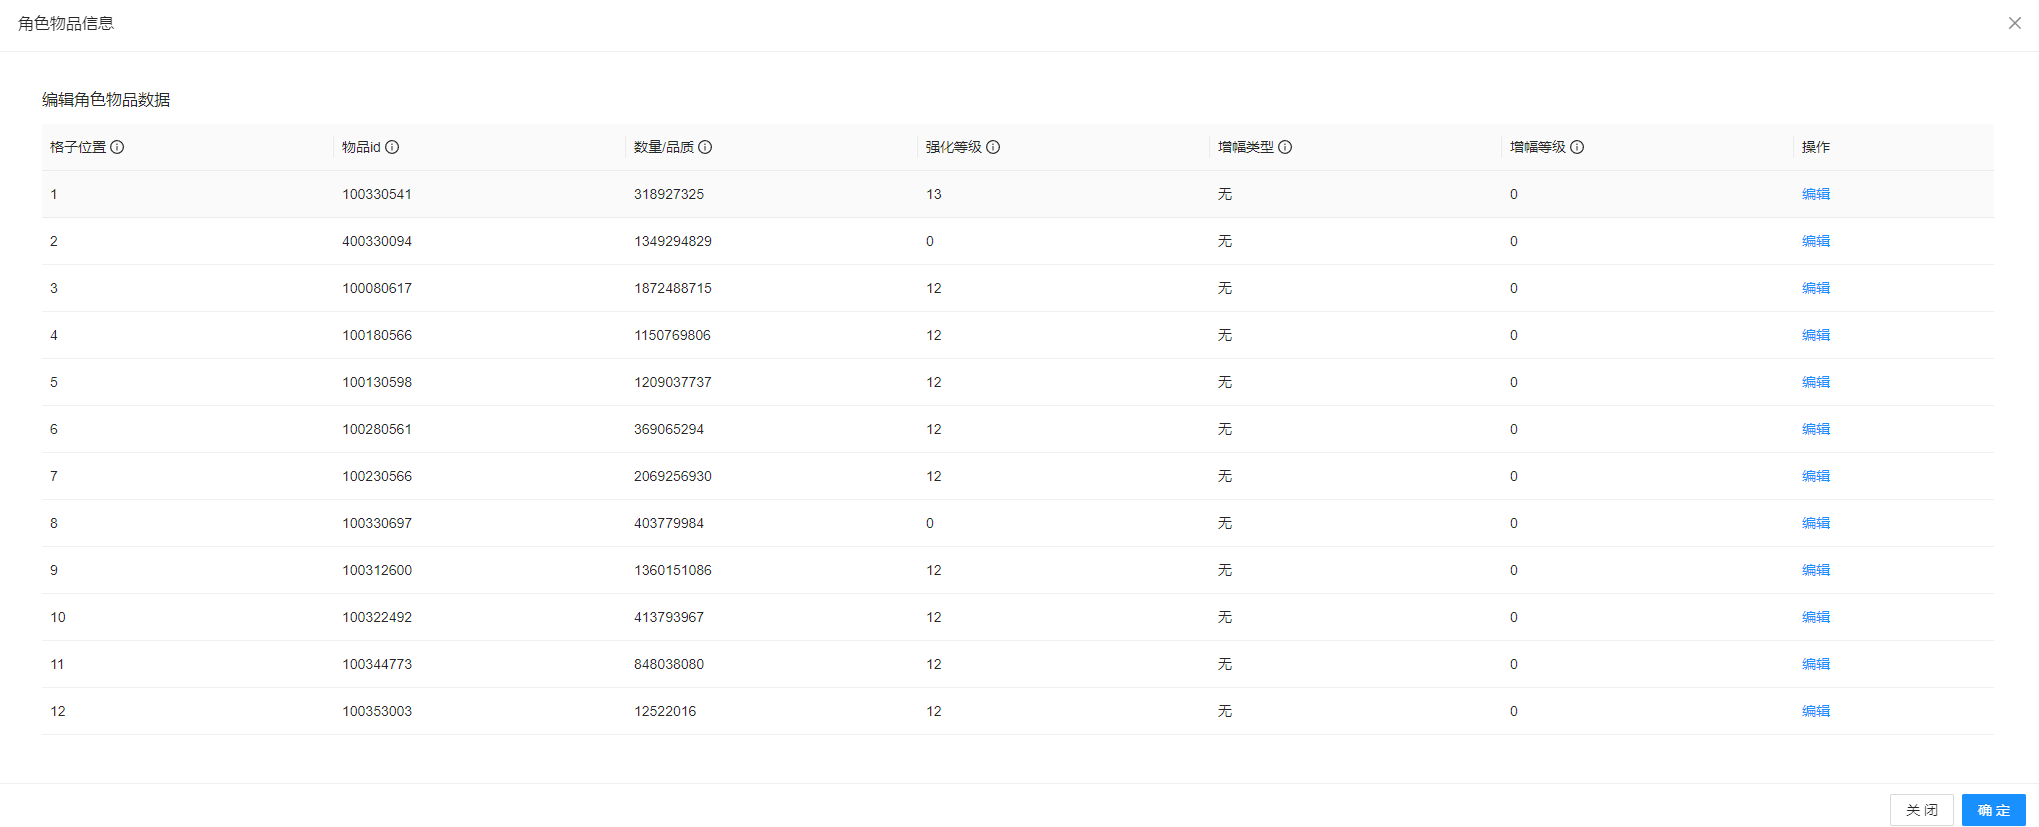 角色物品信息
编辑角色物品数据
格子位置 物品id 数量/品质 强化等级 增幅类型 增幅等级 操作
1 100330541 318927325 13 无 0 编辑
2 400330094 1349294829 0 无 0 编辑
3 100080617 1872488715 12 无 0 编辑
4 100180566 1150769806 12 无 0 编辑
5 100130598 1209037737 12 无 0 编辑
6 100280561 369065294 12 无 0 编辑
7 100230566 2069256930 12 无 0 编辑
8 100330697 403779984 0 无 0 编辑
9 100312600 1360151086 12 无 0 编辑
10 100322492 413793967 12 无 0 编辑
11 100344773 848038080 12 无 0 编辑
12 100353003 12522016 12 无 0 编辑
关 闭 确 定